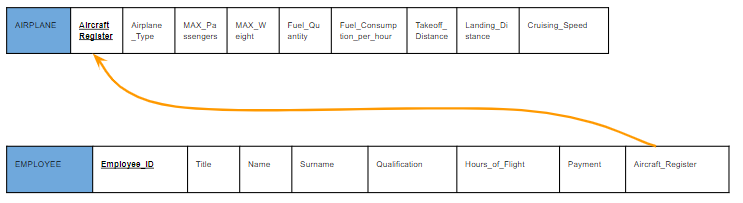 AIRPLANE Aircraft Airplane MAX_Pa MAX_W Fuel_Qu Fuel_Consump Takeoff_ Landing_Di Cruising_Speed
Register _Type ssengers eight antity tion_per_hour Distance stance
EMPLOYEE Employee_ID Title Name Surname Qualification Hours_of_Flight Payment Aircraft_Register